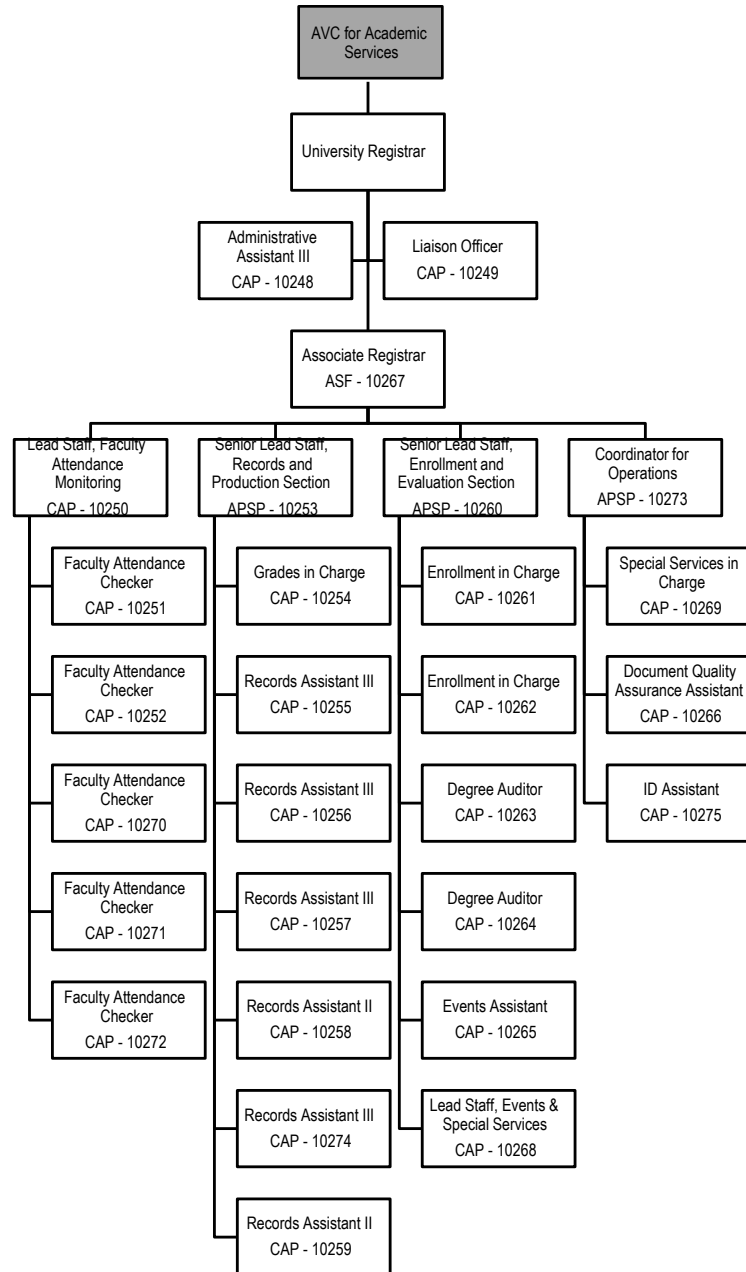 AVC for Academic
Services
University Registrar
Administrative
Assistant III
CAP - 10248
Liaison Officer
CAP - 10249
Associate Registrar
ASF - 10267
Lead Staff, Faculty
Attendance
Monitoring
CAP - 10250
Senior Lead Staff,
Records and
Production Section
APSP - 10253
Senior Lead Staff,
Enrollment and
Evaluation Section
APSP - 10260
Coordinator for
Operations
APSP - 10273
Faculty Attendance
Checker
CAP - 10251
Grades in Charge
CAP - 10254
Enrollment in Charge
CAP - 10261
Special Services in
Charge
CAP - 10269
Faculty Attendance
Checker
CAP - 10252
Records Assistant III
CAP - 10255
Enrollment in Charge
CAP - 10262
Document Quality
Assurance Assistant
CAP - 10266
Faculty Attendance
Checker
CAP - 10270
Records Assistant III
CAP - 10256
Degree Auditor
CAP - 10263
ID Assistant
CAP - 10275
Faculty Attendance
Checker
CAP - 10271
Records Assistant III
CAP - 10257
Degree Auditor
CAP - 10264
Faculty Attendance
Checker
CAP - 10272
Records Assistant II
CAP - 10258
Events Assistant
CAP - 10265
Records Assistant III
CAP - 10274
Lead Staff, Events &
Special Services
CAP - 10268
Records Assistant II
CAP - 10259